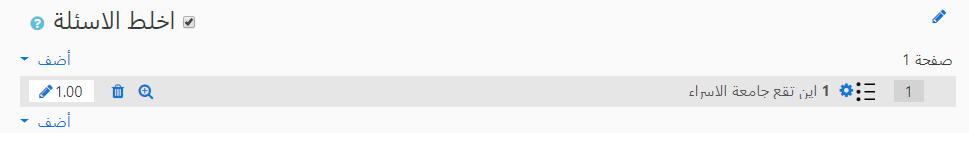 اخلط الاسئلة
صفحة 1 أضف
1 1 اين تقع جامعة الاسراء 1.00
أضف